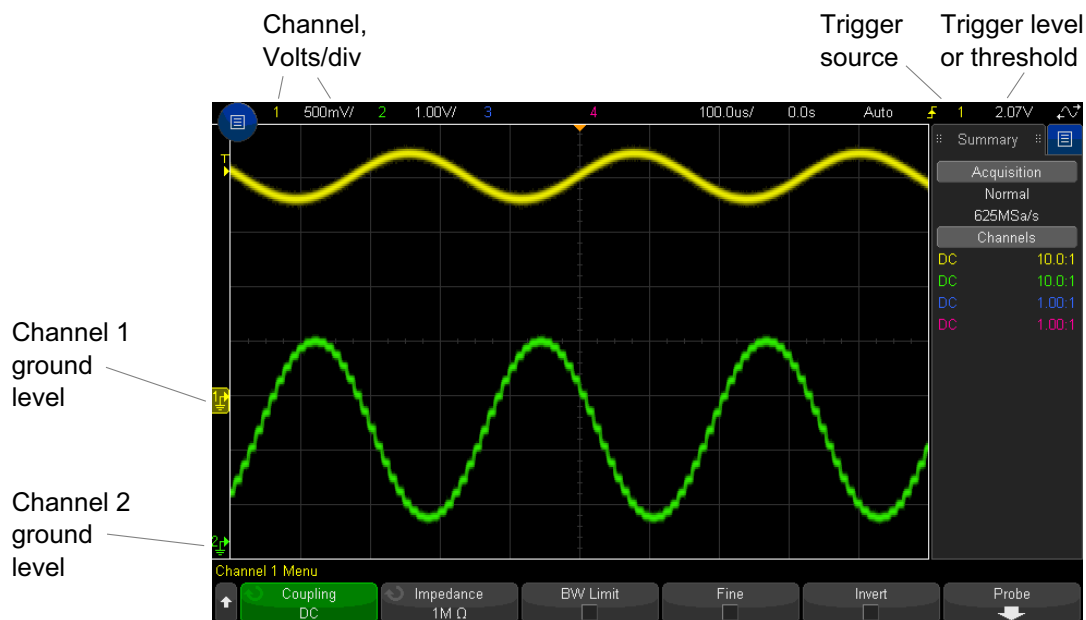 Channel,
Volts/div
Trigger
source
Trigger level
or threshold
1 500mV/ 2 1.00V/ 3 4 100.0us/ 0.0s Auto 1 2.07V
T
Summary
Acquisition
Normal
625MSa/s
Channels
DC 10.0:1
DC 10.0:1
DC 1.00:1
DC 1.00:1
Channel 1
ground
level
1
Channel 2
ground
level
2
Channel 1 Menu
Coupling
DC
Impedance
1M Ω
BW Limit
Fine
Invert
Probe